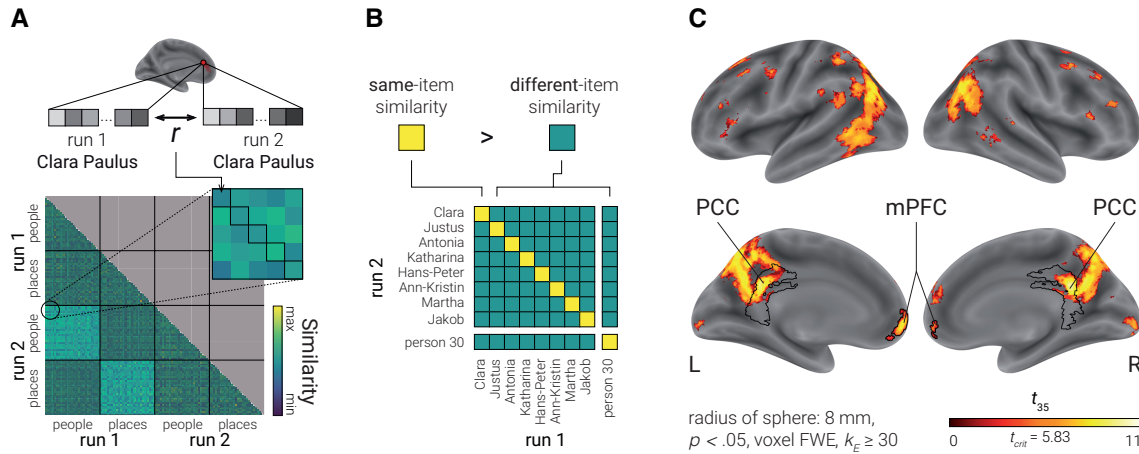 A
run 1
Clara Paulus
r
run 2
Clara Paulus
run 1
people
places
run 2
people
places
people
places
people
places
run 1
run 2
max
min
Similarity
B
same-item
similarity
>
different-item
similarity
run 2
Clara
Justus
Antonia
Katharina
Hans-Peter
Ann-Kristin
Martha
Jakob
person 30
Clara
Justus
Antonia
Katharina
Hans-Peter
Ann-Kristin
Martha
Jakob
person 30
run 1
C
PCC
mPFC
PCC
L
R
radius of sphere: 8 mm,
p < .05, voxel FWE, kE ≥ 30
t35
0
tcrit = 5.83
11